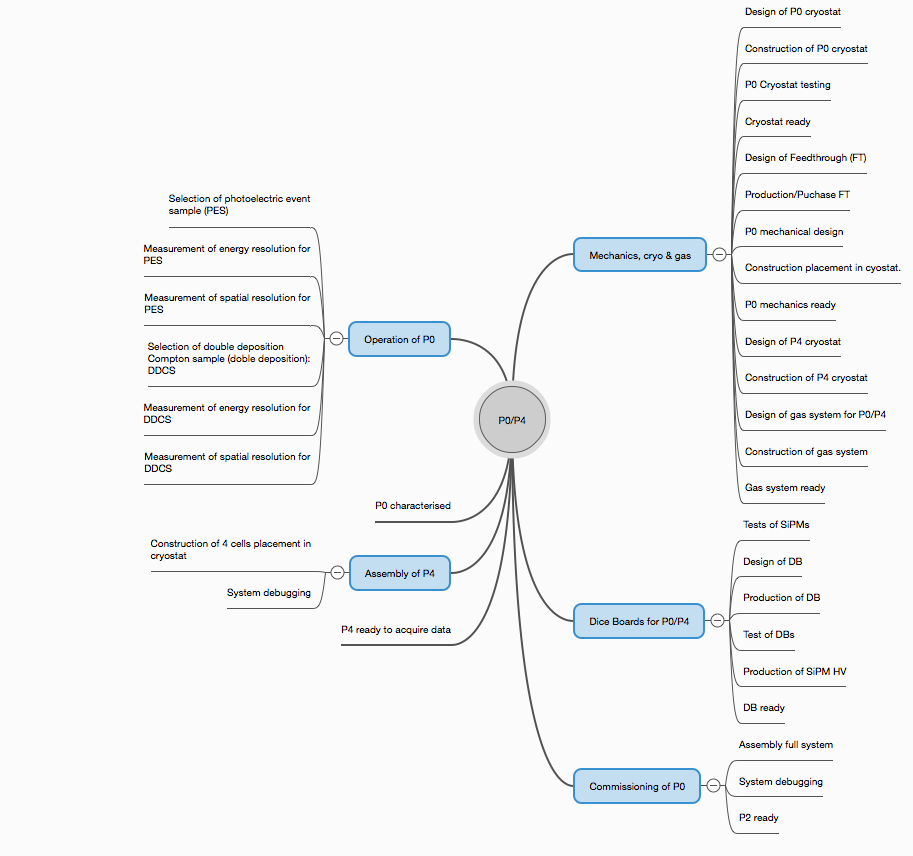 P0/P4
Mechanics, cryo & gas
Design of P0 cryostat
Construction of P0 cryostat
P0 Cryostat testing
Cryostat ready
Design of Feedthrough (FT)
Production/Puchase FT
P0 mechanical design
Construction placement in cyostat.
P0 mechanics ready
Design of P4 cryostat
Construction of P4 cryostat
Design of gas system for P0/P4
Construction of gas system
Gas system ready
Dice Boards for P0/P4
Tests of SiPMs
Design of DB
Production of DB
Test of DBs
Production of SiPM HV
DB ready
Commissioning of P0
Assembly full system
System debugging
P2 ready
Operation of P0
Selection of photoelectric event
sample (PES)
Measurement of energy resolution for
PES
Measurement of spatial resolution for
PES
Selection of double deposition
Compton sample (doble deposition):
DDCS
Measurement of energy resolution for
DDCS
Measurement of spatial resolution for
DDCS
P0 characterised
Assembly of P4
Construction of 4 cells placement in
cryostat
System debugging
P4 ready to acquire data